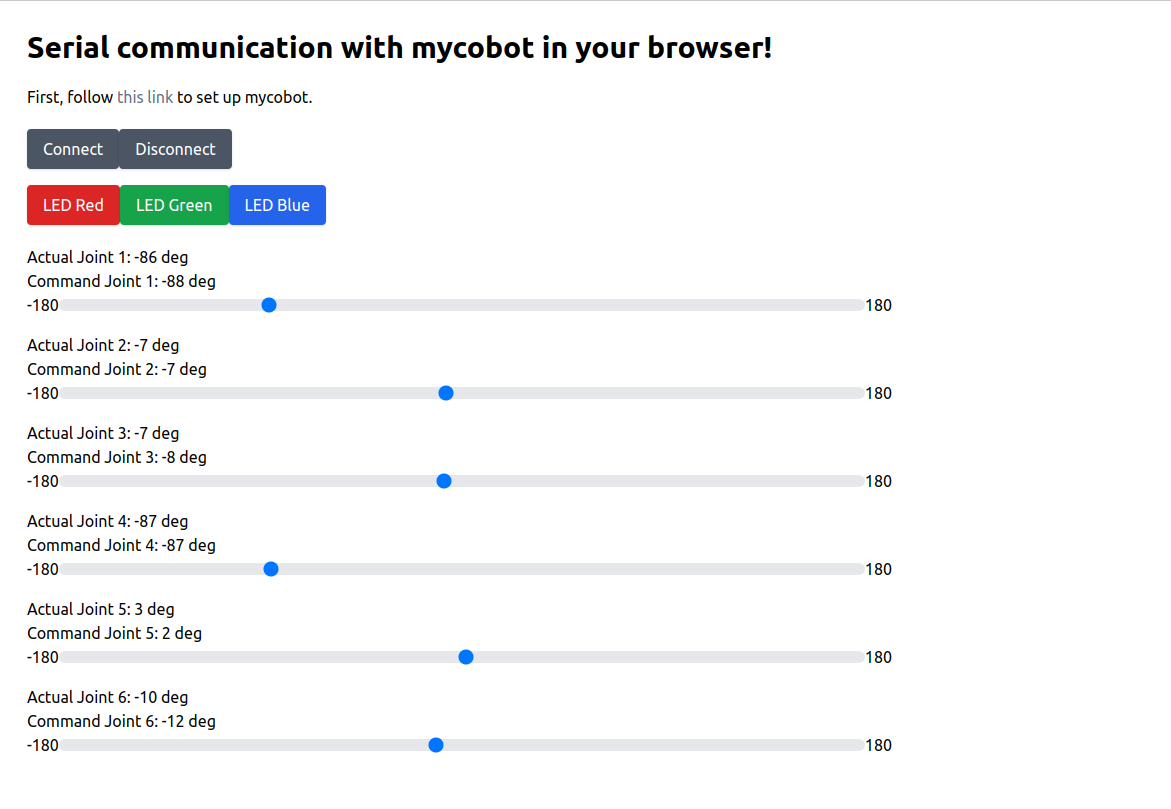 Serial communication with mycobot in your browser!
First, follow this link to set up mycobot.
Connect Disconnect
LED Red LED Green LED Blue
Actual Joint 1: -86 deg
Command Joint 1: -88 deg
-180 180
Actual Joint 2: -7 deg
Command Joint 2: -7 deg
-180 180
Actual Joint 3: -7 deg
Command Joint 3: -8 deg
-180 180
Actual Joint 4: -87 deg
Command Joint 4: -87 deg
-180 180
Actual Joint 5: 3 deg
Command Joint 5: 2 deg
-180 180
Actual Joint 6: -10 deg
Command Joint 6: -12 deg
-180 180